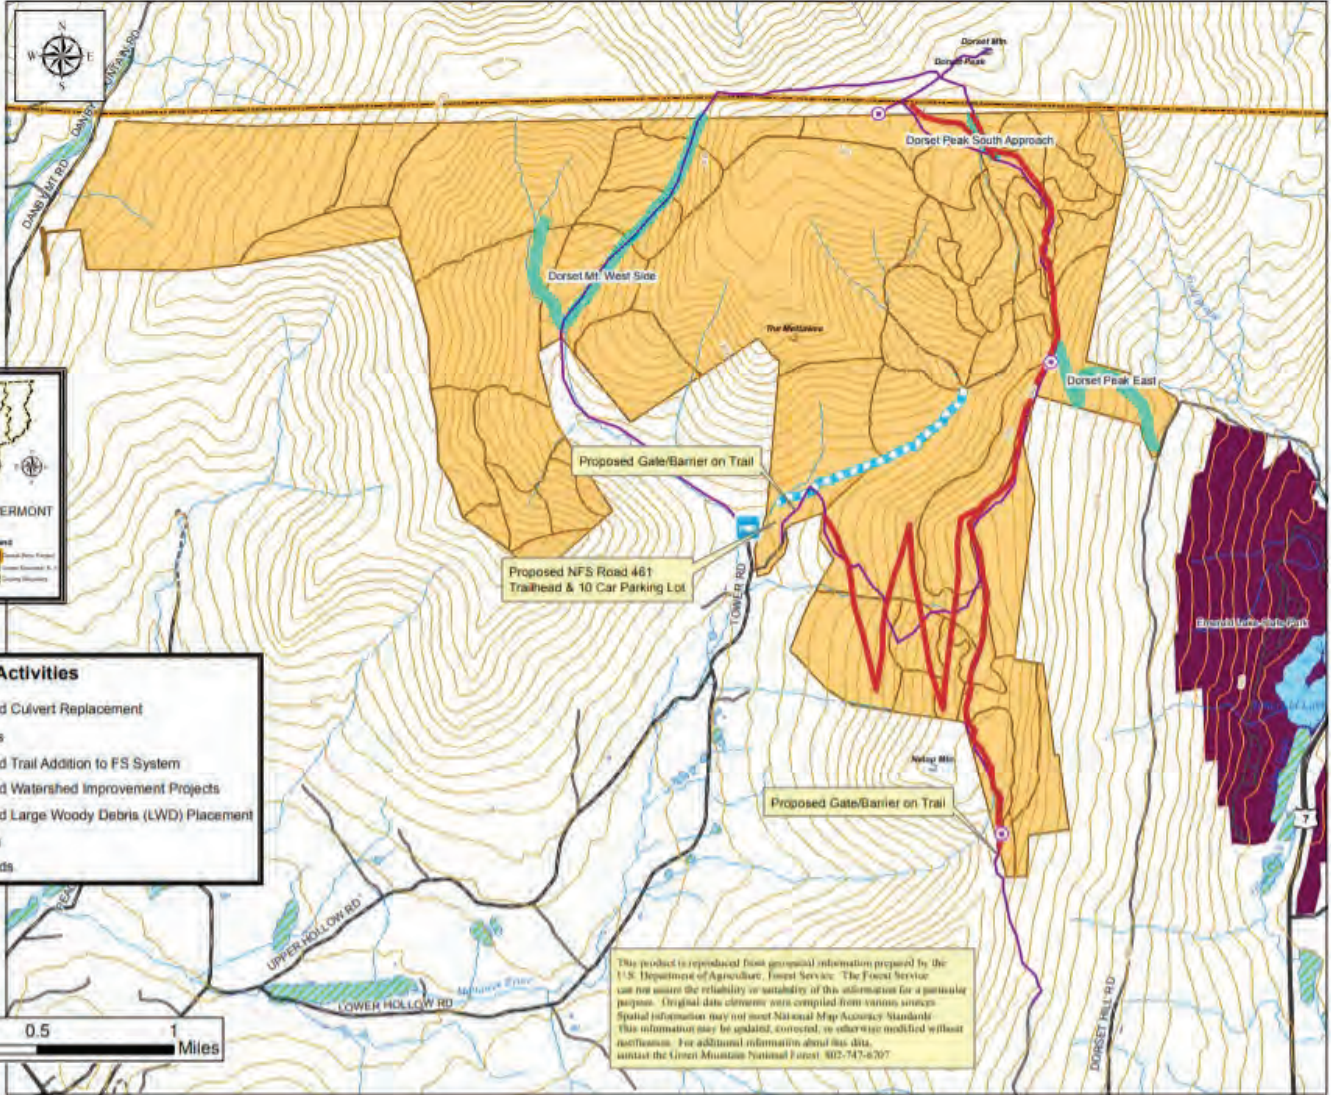 N
W
E
S
DANBY MOUNTAIN RD
DANBY MT RD
Dorset Mtn.
Dorset Peak
Dorset Peak South Approach
Dorset Mt. West Side
The Mettawee
Dorset Peak East
Proposed Gate/Barrier on Trail
Proposed NFS Road 461
Trailhead & 10 Car Parking Lot
TOWER RD
ERMONT
Emerald Lake State Park
Activities
d Culvert Replacement
s
d Trail Addition to FS System
d Watershed Improvement Projects
d Large Woody Debris (LWD) Placement
ds
Netop Mtn.
Proposed Gate/Barrier on Trail
7
UPPER HOLLOW RD
LOWER HOLLOW RD
Mettawee River
DORSET HILL RD
0.5
1
Miles
This product is reproduced from geospatial information prepared by the
U.S. Department of Agriculture, Forest Service. The Forest Service
can not assure the reliability or suitability of this information for a particular
purpose. Original data elements were compiled from various sources.
Spatial information may not meet National Map Accuracy Standards.
This information may be updated, corrected, or otherwise modified without
notification. For additional information about this data,
contact the Green Mountain National Forest 802-747-6707